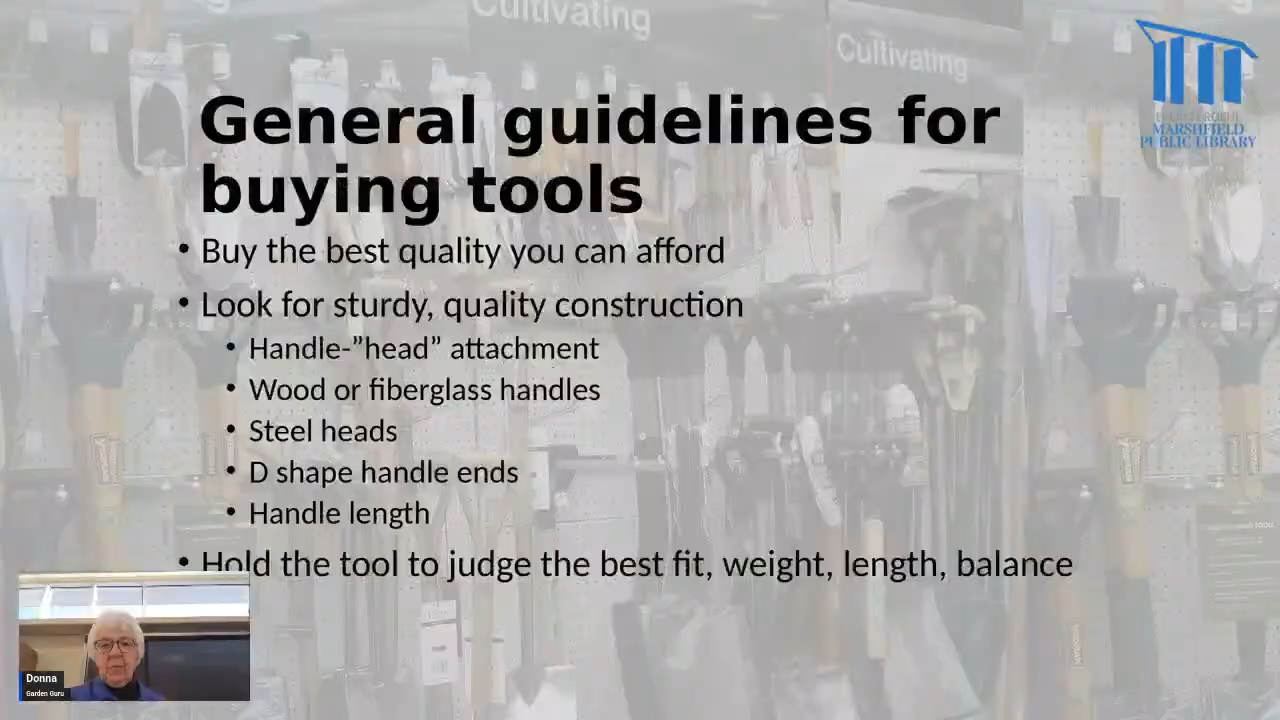 Cultivating
Cultivating
General guidelines for
buying tools
• Buy the best quality you can afford
• Look for sturdy, quality construction
• Handle-”head” attachment
• Wood or fiberglass handles
• Steel heads
• D shape handle ends
• Handle length
• Hold the tool to judge the best fit, weight, length, balance
MARSHFIELD
PUBLIC LIBRARY
Donna
Garden Guru